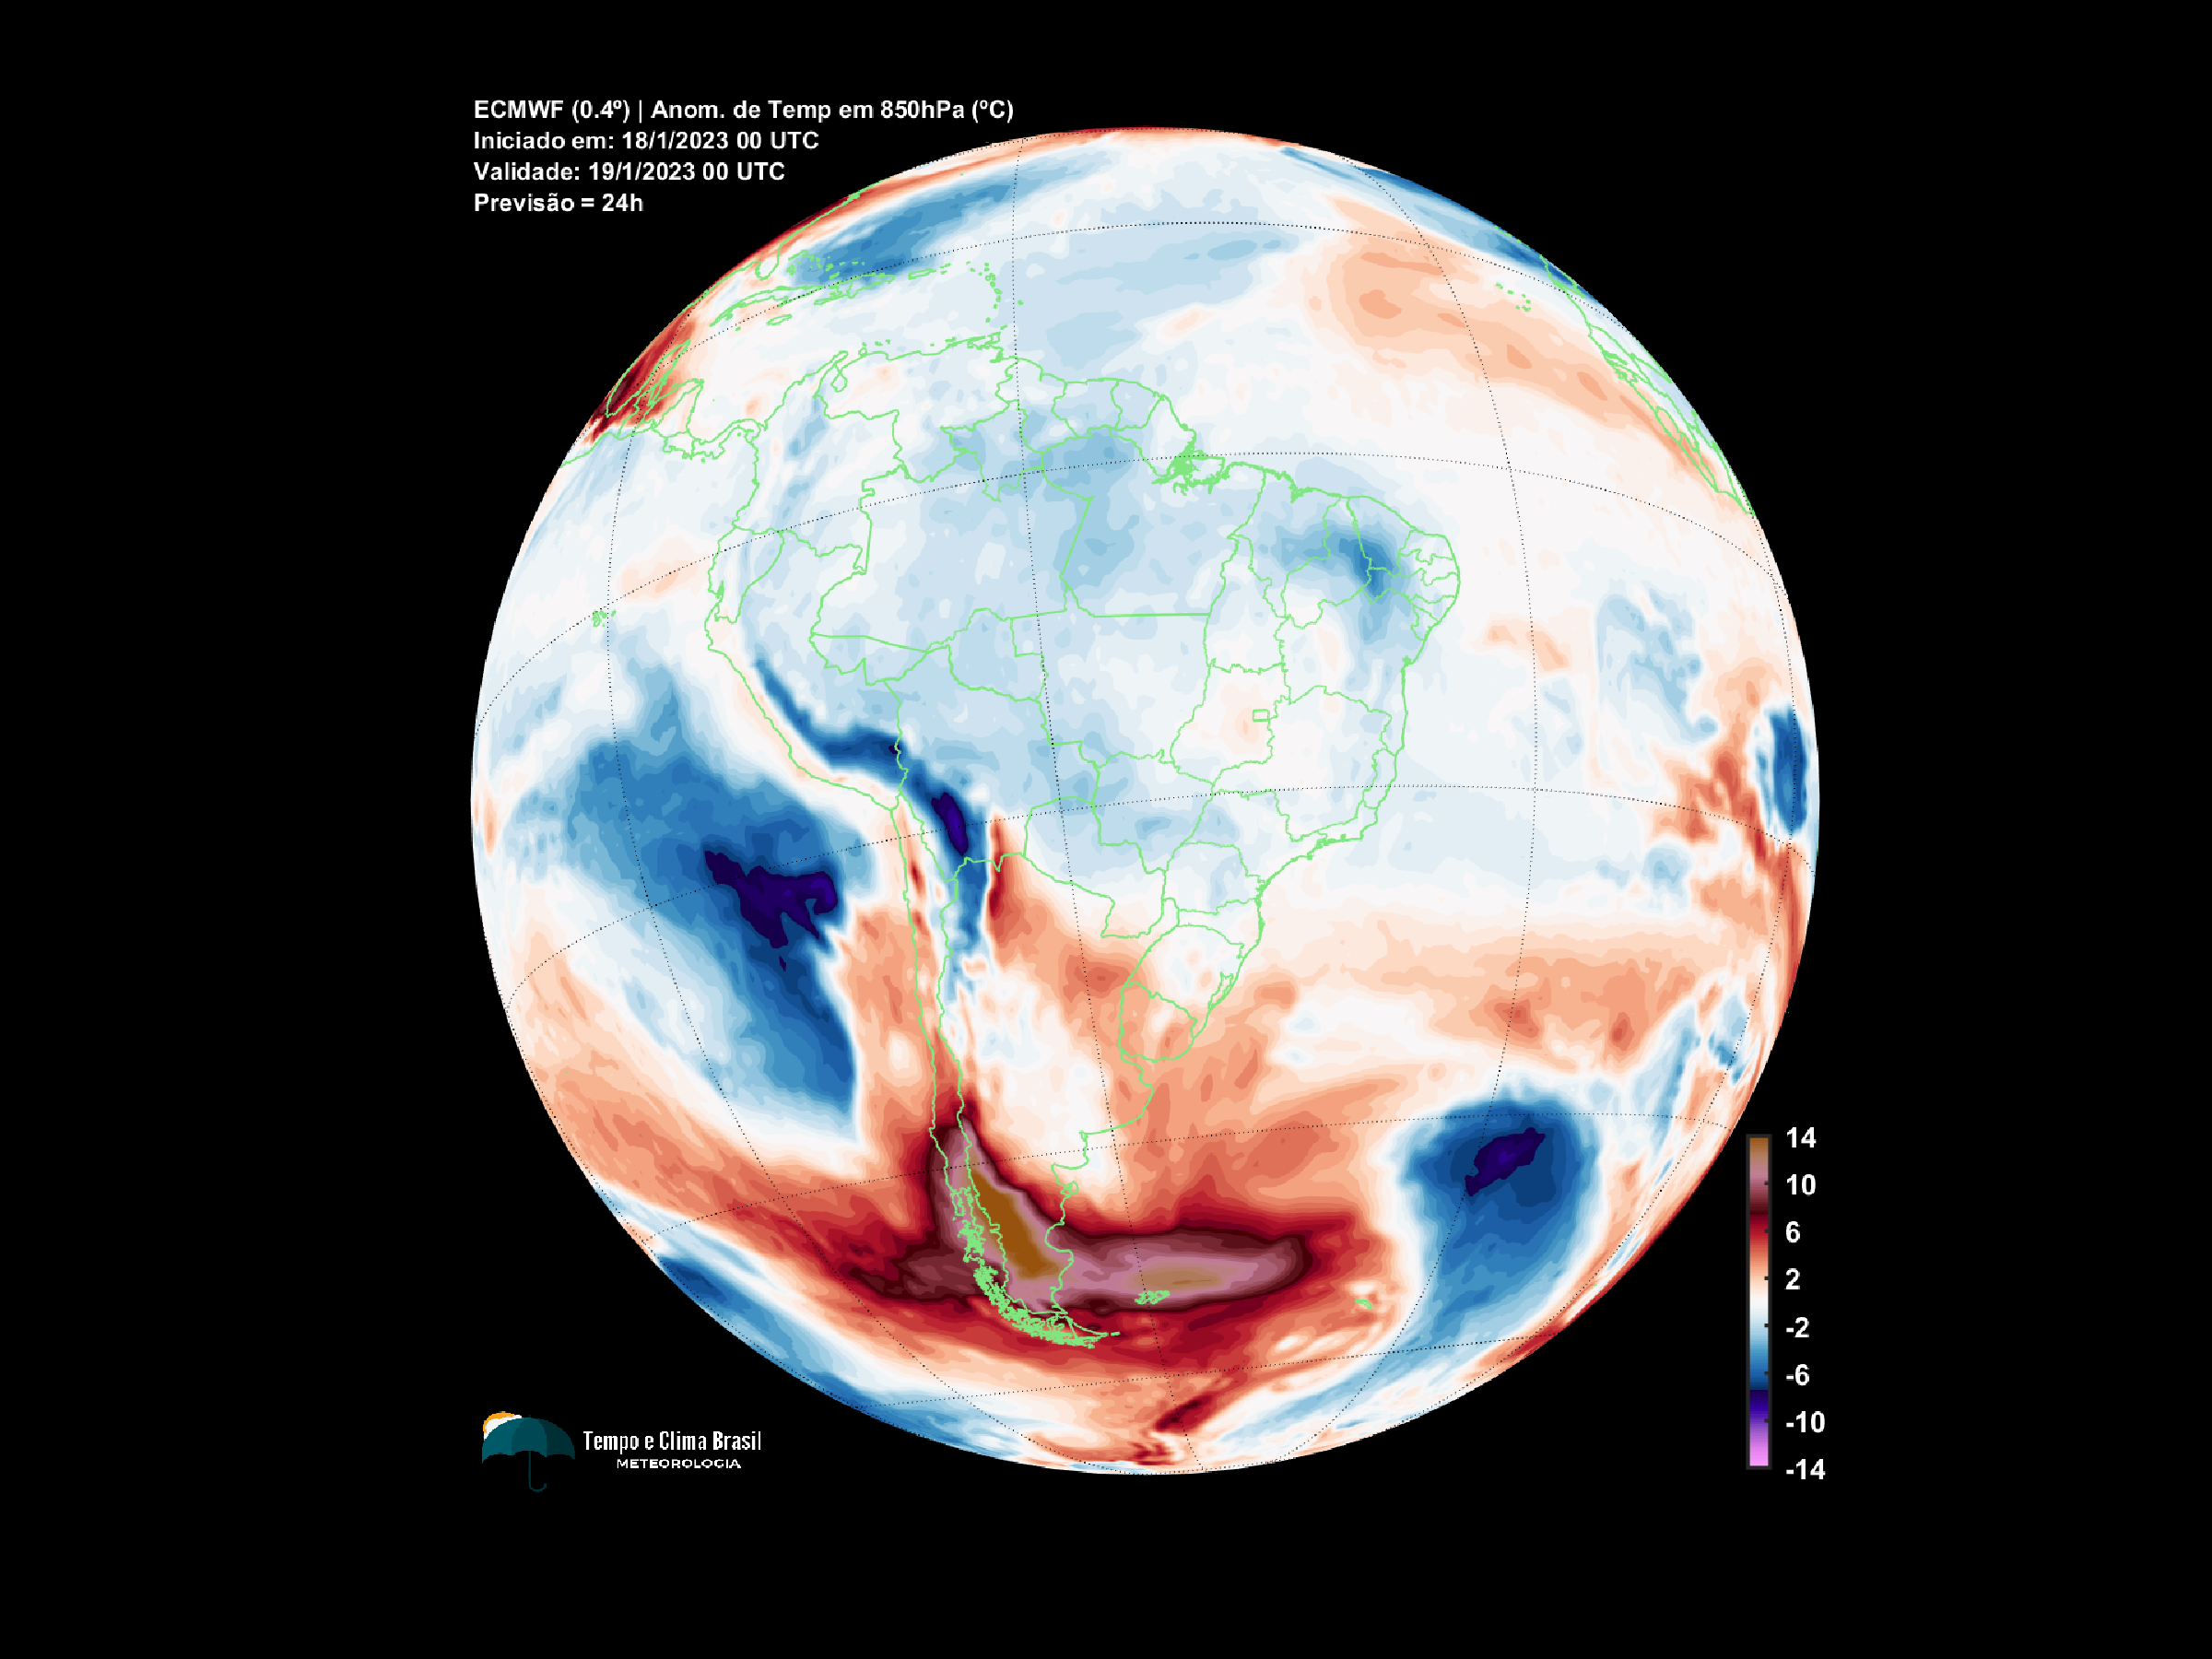 ECMWF (0.4º) | Anom. de Temp em 850hPa (ºC)
Iniciado em: 18/1/2023 00 UTC
Validade: 19/1/2023 00 UTC
Previsão = 24h
14
10
6
2
-2
-6
-10
-14
Tempo e Clima Brasil
METEOROLOGIA